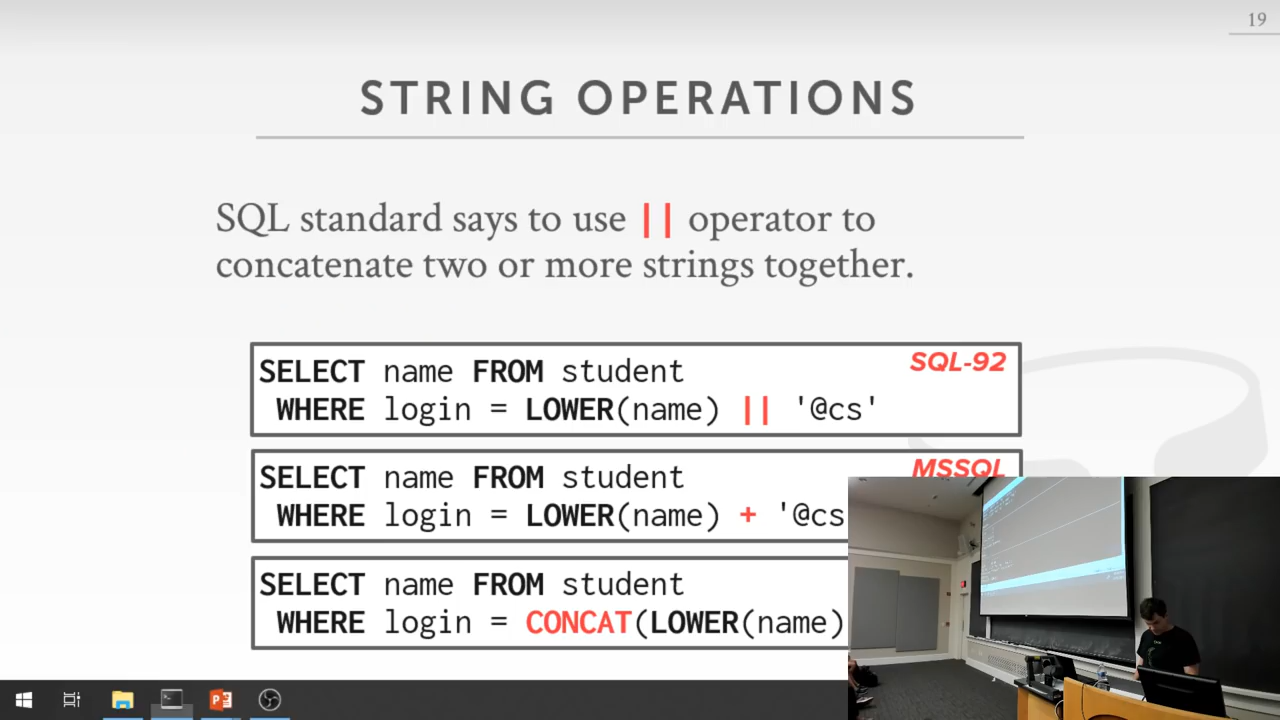 19
STRING OPERATIONS
SQL standard says to use || operator to
concatenate two or more strings together.
SELECT name FROM student
WHERE login = LOWER(name) || '@cs'
SQL-92
SELECT name FROM student
WHERE login = LOWER(name) + '@cs
MSSQL
SELECT name FROM student
WHERE login = CONCAT(LOWER(name)